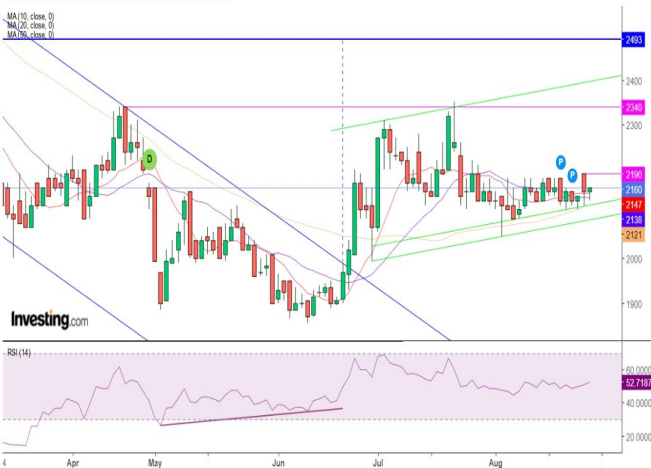 MA (10, close, 0)
MA (20, close, 0)
MA (50, close, 0)
2493
2400
2340
2300
D
P
P
2190
2160
2147
2138
2121
2000
1900
Investing.com
RSI (14)
60.0000
52.7187
40.0000
20.0000
4
Apr
May
Jun
Jul
Aug